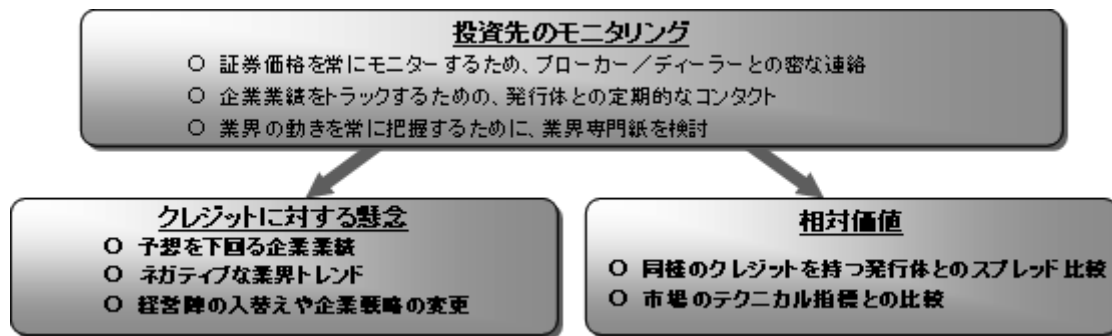 投資先のモニタリング
○ 証券価格を常にモニターするため、ブローカー／ディーラーとの密な連絡
○ 企業業績をトラックするための、発行体との定期的なコンタクト
○ 業界の動きを常に把握するために、業界専門紙を検討
クレジットに対する懸念
○ 予想を下回る企業業績
○ ネガティブな業界トレンド
○ 経営陣の入替えや企業戦略の変更
相対価値
○ 同様のクレジットを持つ発行体とのスプレッド比較
○ 市場のテクニカル指標との比較